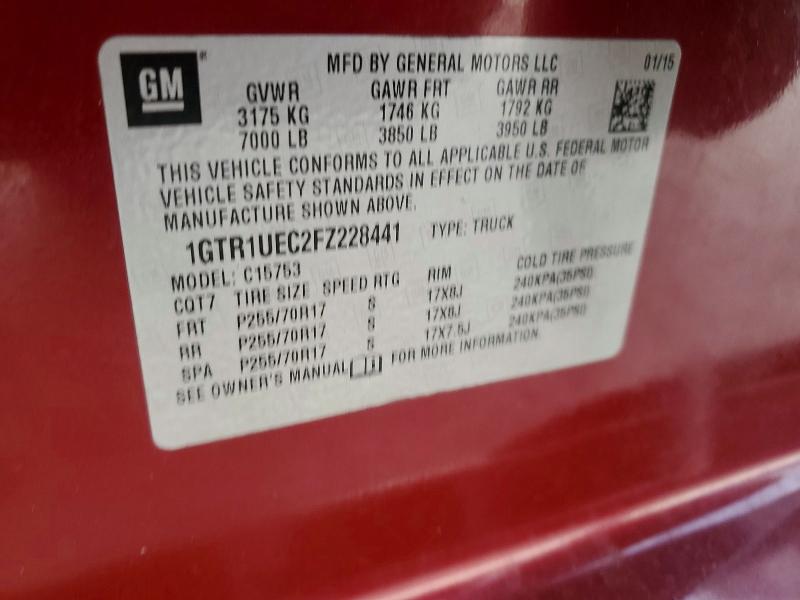 GM
MFD BY GENERAL MOTORS LLC 01/15
GVWR GAWR FRT GAWR RR
3175 KG 1746 KG 1792 KG
7000 LB 3850 LB 3950 LB
THIS VEHICLE CONFORMS TO ALL APPLICABLE U.S. FEDERAL MOTOR
VEHICLE SAFETY STANDARDS IN EFFECT ON THE DATE OF
MANUFACTURE SHOWN ABOVE.
1GTR1UEC2FZ228441 TYPE: TRUCK
MODEL: C15753
CQT7 TIRE SIZE SPEED RTG RIM COLD TIRE PRESSURE
FRT P255/70R17 S 17X8J 240KPA(35PSI)
RR P255/70R17 S 17X8J 240KPA(35PSI)
SPA P255/70R17 S 17X7.5J 240KPA(35PSI)
SEE OWNER'S MANUAL FOR MORE INFORMATION.